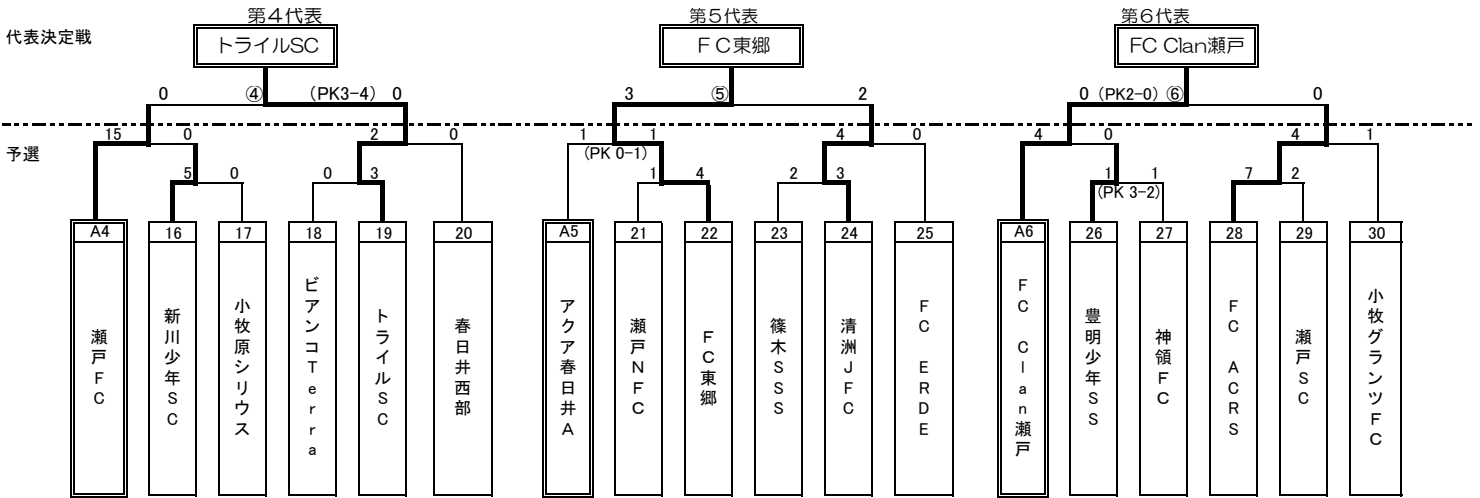 第4代表 第5代表 第6代表
代表決定戦 トライルSC FC東郷 FC Clan瀬戸
0 ④ (PK3-4) 0 3 ⑤ 2 0 (PK2-0) ⑥ 0
15 0 2 0 1 1 4 0 4 0 4 1
予選 (PK 0-1)
5 0 0 3 1 4 2 3 1 1 7 2
(PK 3-2)
A4 16 17 18 19 20 A5 21 22 23 24 25 A6 26 27 28 29 30
瀬戸FC
新川少年SC
小牧原シリウス
ビアンコTerra
トライルSC
春日井西部
アクア春日井A
瀬戸NFC
FC東郷
篠木SSS
清洲JFC
FC ERDE
FC Clan瀬戸
豊明少年SS
神領FC
FC ACRS
瀬戸SC
小牧グランツFC